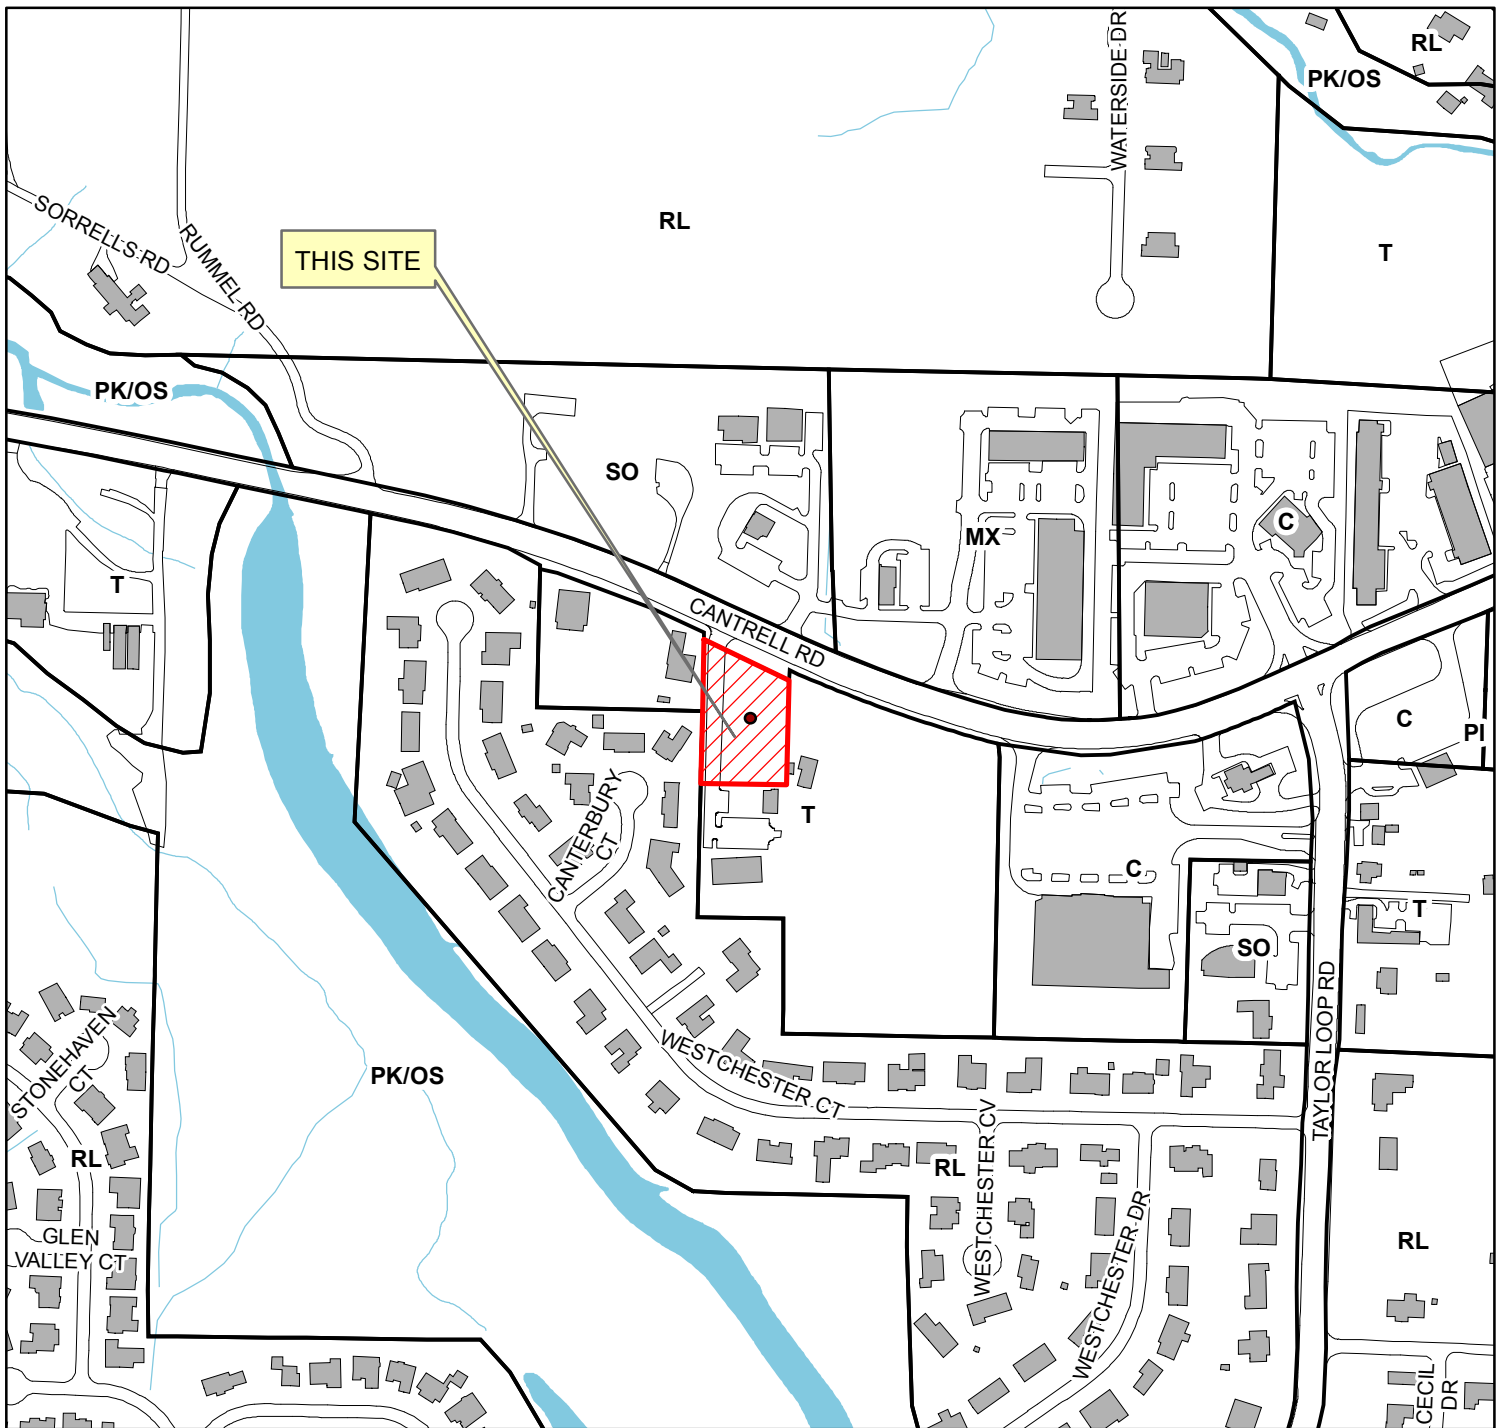 WATERSIDE DR
RL
PK/OS
SORRELLS RD
RUMMEL RD
THIS SITE
RL
T
PK/OS
SO
MX
C
T
CANTRELL RD
C
PI
CANTERBURY
CT
T
C
SO
T
TAYLOR LOOP RD
STONEHAVEN
CT
PK/OS
WESTCHESTER CT
RL
RL
WESTCHESTER CV
WESTCHESTER DR
GLEN
VALLEY CT
RL
CECIL
DR